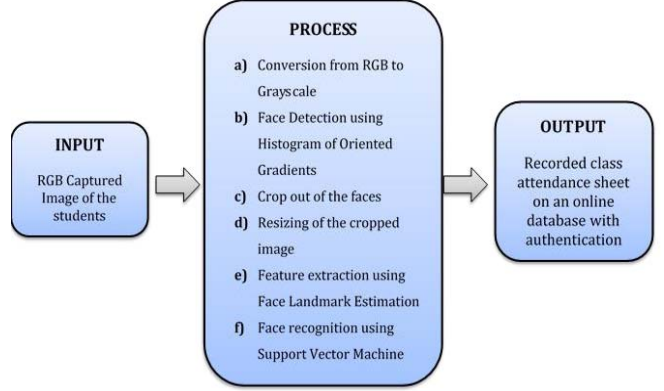 INPUT
RGB Captured
Image of the
students
PROCESS
a) Conversion from RGB to
Grayscale
b) Face Detection using
Histogram of Oriented
Gradients
c) Crop out of the faces
d) Resizing of the cropped
image
e) Feature extraction using
Face Landmark Estimation
f) Face recognition using
Support Vector Machine
OUTPUT
Recorded class
attendance sheet
on an online
database with
authentication